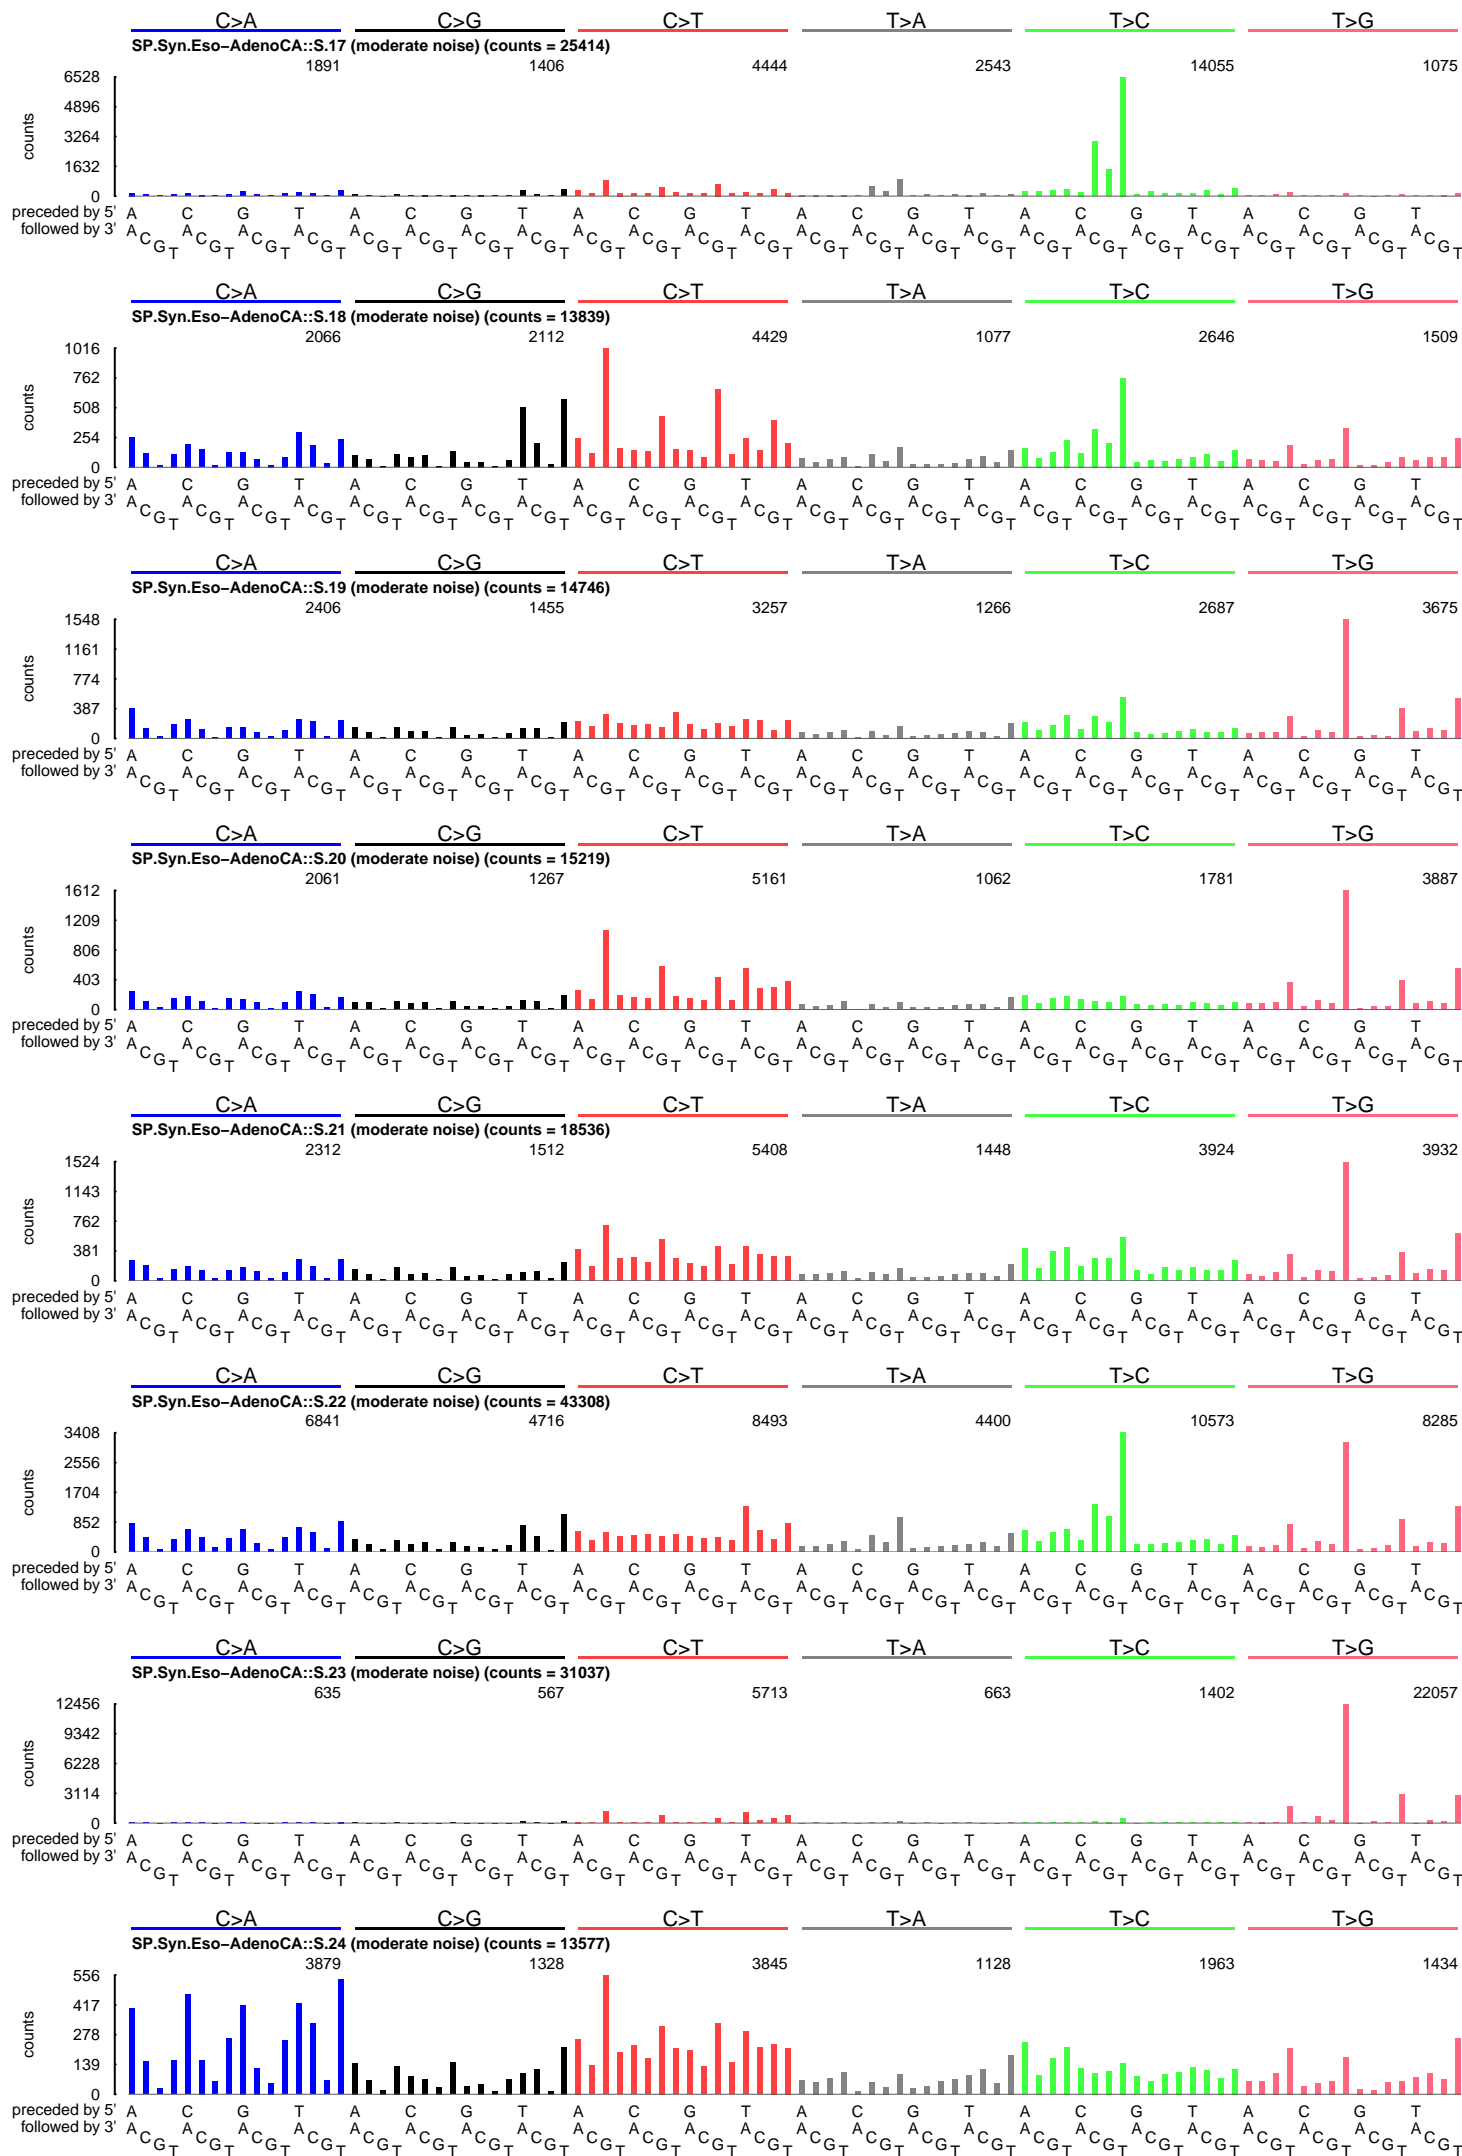 C>A C>G C>T T>A T>C T>G
SP.Syn.Eso−AdenoCA::S.17 (moderate noise) (counts = 25414)
1891 1406 4444 2543 14055 1075
6528
4896
3264
1632
0
counts
preceded by 5' A C G T A C G T A C G T A C G T A C G T A C G T
followed by 3' A C G T A C G T A C G T A C G T A C G T A C G T A C G T A C G T A C G T A C G T A C G T A C G T A C G T A C G T A C G T A C G T A C G T A C G T A C G T A C G T A C G T A C G T A C G T A C G T
C>A C>G C>T T>A T>C T>G
SP.Syn.Eso−AdenoCA::S.18 (moderate noise) (counts = 13839)
2066 2112 4429 1077 2646 1509
1016
762
508
254
0
counts
preceded by 5' A C G T A C G T A C G T A C G T A C G T A C G T
followed by 3' A C G T A C G T A C G T A C G T A C G T A C G T A C G T A C G T A C G T A C G T A C G T A C G T A C G T A C G T A C G T A C G T A C G T A C G T A C G T A C G T A C G T A C G T A C G T A C G T
C>A C>G C>T T>A T>C T>G
SP.Syn.Eso−AdenoCA::S.19 (moderate noise) (counts = 14746)
2406 1455 3257 1266 2687 3675
1548
1161
774
387
0
counts
preceded by 5' A C G T A C G T A C G T A C G T A C G T A C G T
followed by 3' A C G T A C G T A C G T A C G T A C G T A C G T A C G T A C G T A C G T A C G T A C G T A C G T A C G T A C G T A C G T A C G T A C G T A C G T A C G T A C G T A C G T A C G T A C G T A C G T
C>A C>G C>T T>A T>C T>G
SP.Syn.Eso−AdenoCA::S.20 (moderate noise) (counts = 15219)
2061 1267 5161 1062 1781 3887
1612
1209
806
403
0
counts
preceded by 5' A C G T A C G T A C G T A C G T A C G T A C G T
followed by 3' A C G T A C G T A C G T A C G T A C G T A C G T A C G T A C G T A C G T A C G T A C G T A C G T A C G T A C G T A C G T A C G T A C G T A C G T A C G T A C G T A C G T A C G T A C G T A C G T
C>A C>G C>T T>A T>C T>G
SP.Syn.Eso−AdenoCA::S.21 (moderate noise) (counts = 18536)
2312 1512 5408 1448 3924 3932
1524
1143
762
381
0
counts
preceded by 5' A C G T A C G T A C G T A C G T A C G T A C G T
followed by 3' A C G T A C G T A C G T A C G T A C G T A C G T A C G T A C G T A C G T A C G T A C G T A C G T A C G T A C G T A C G T A C G T A C G T A C G T A C G T A C G T A C G T A C G T A C G T A C G T
C>A C>G C>T T>A T>C T>G
SP.Syn.Eso−AdenoCA::S.22 (moderate noise) (counts = 43308)
6841 4716 8493 4400 10573 8285
3408
2556
1704
852
0
counts
preceded by 5' A C G T A C G T A C G T A C G T A C G T A C G T
followed by 3' A C G T A C G T A C G T A C G T A C G T A C G T A C G T A C G T A C G T A C G T A C G T A C G T A C G T A C G T A C G T A C G T A C G T A C G T A C G T A C G T A C G T A C G T A C G T A C G T
C>A C>G C>T T>A T>C T>G
SP.Syn.Eso−AdenoCA::S.23 (moderate noise) (counts = 31037)
635 567 5713 663 1402 22057
12456
9342
6228
3114
0
counts
preceded by 5' A C G T A C G T A C G T A C G T A C G T A C G T
followed by 3' A C G T A C G T A C G T A C G T A C G T A C G T A C G T A C G T A C G T A C G T A C G T A C G T A C G T A C G T A C G T A C G T A C G T A C G T A C G T A C G T A C G T A C G T A C G T A C G T
C>A C>G C>T T>A T>C T>G
SP.Syn.Eso−AdenoCA::S.24 (moderate noise) (counts = 13577)
3879 1328 3845 1128 1963 1434
556
417
278
139
0
counts
preceded by 5' A C G T A C G T A C G T A C G T A C G T A C G T
followed by 3' A C G T A C G T A C G T A C G T A C G T A C G T A C G T A C G T A C G T A C G T A C G T A C G T A C G T A C G T A C G T A C G T A C G T A C G T A C G T A C G T A C G T A C G T A C G T A C G T